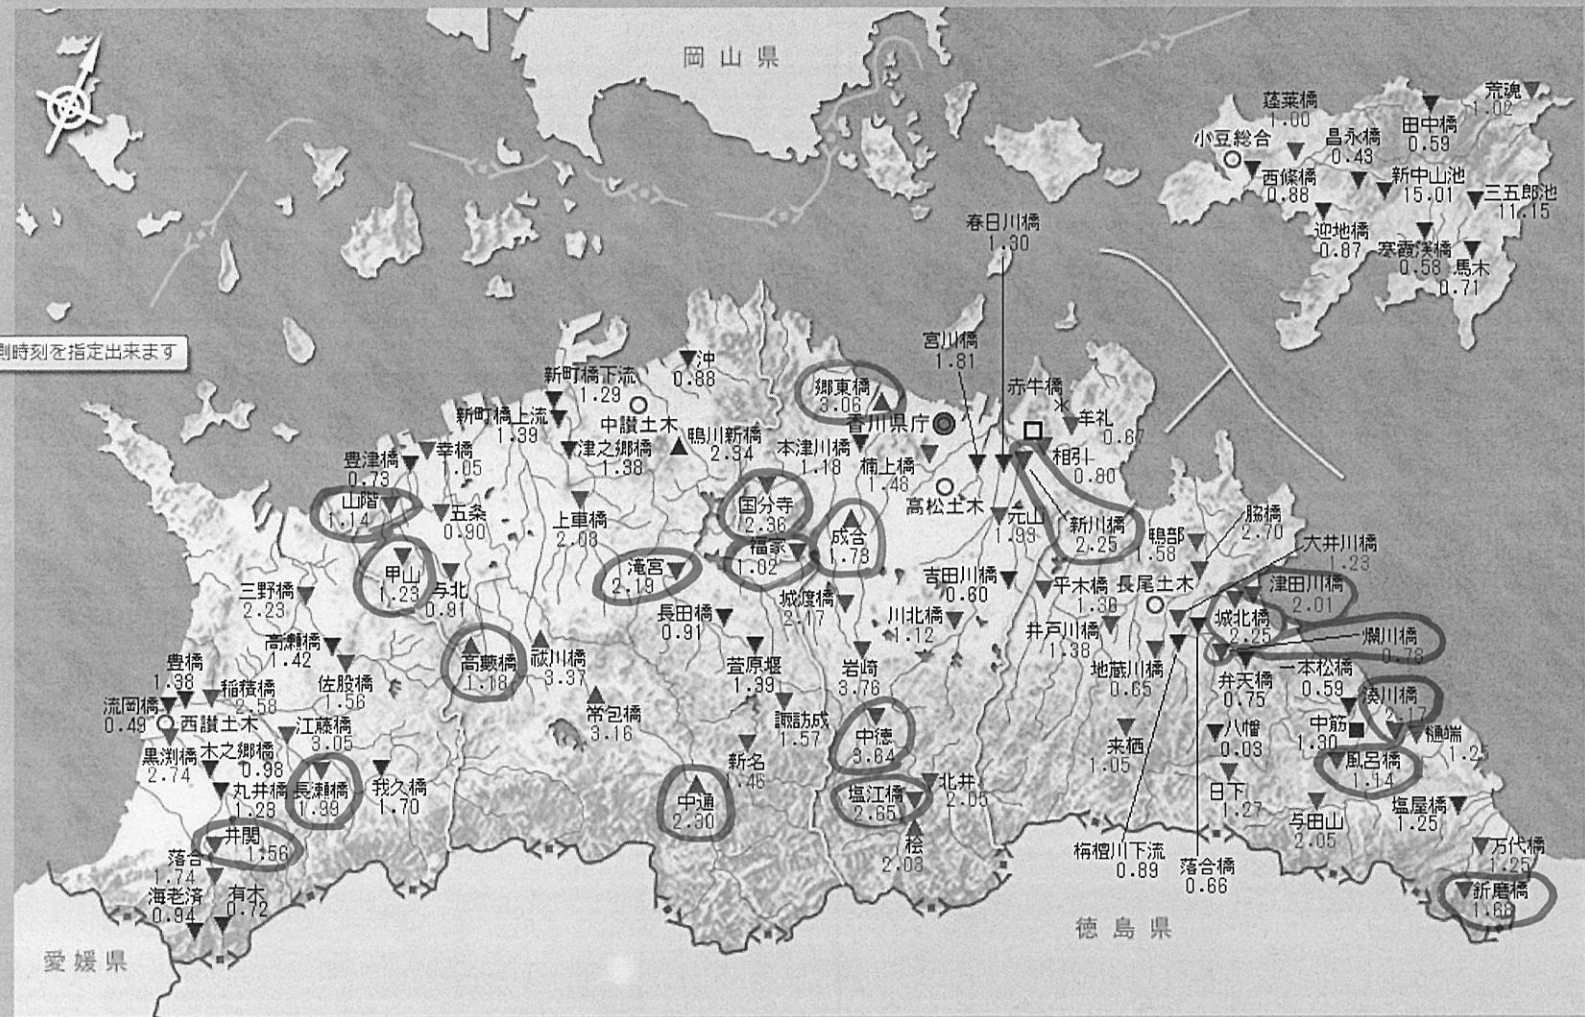 岡山県
荒魂
1.02
蓬莱橋
1.00
田中橋
0.59
小豆総合
昌永橋
0.43
西條橋
0.88
新中山池
15.01
三五郎池
11.15
迎地橋
0.87
寒霞渓橋
0.58
馬木
0.71
春日川橋
1.30
測時刻を指定出来ます
宮川橋
1.81
沖
0.88
新町橋下流
1.29
郷東橋
3.06
赤牛橋
新町橋上流
1.39
中讃土木
香川県庁
牟礼
0.67
鴨川新橋
2.34
本津川橋
1.18
楠上橋
1.48
相引
0.80
幸橋
1.05
豊津橋
0.73
津之郷橋
1.38
山階
1.14
五条
0.90
上車橋
2.08
国分寺
2.36
成合
1.73
高松土木
元山
1.93
新川橋
2.25
鴨部
1.58
脇橋
2.70
大井川橋
1.23
福家
1.02
滝宮
2.19
甲山
1.23
与北
0.81
三野橋
2.23
長田橋
0.91
城渡橋
2.17
吉田川橋
0.60
平木橋
1.36
長尾土木
津田川橋
2.01
城北橋
2.25
川北橋
1.12
井戸川橋
1.38
爛川橋
0.78
高瀬橋
1.42
高藪橋
1.18
祓川橋
3.37
萱原堰
1.39
岩崎
3.76
地蔵川橋
0.65
一本松橋
0.59
弁天橋
0.75
豊橋
1.38
稲積橋
2.58
佐股橋
1.56
流岡橋
0.49
西讃土木
江藤橋
3.05
常包橋
3.16
諏訪成
1.57
中徳
3.64
来栖
1.05
八幡
0.03
中筋
1.30
湊川橋
2.17
樋端
黒渕橋
2.74
木之郷橋
0.98
新名
風呂橋
1.14
丸井橋
1.23
長瀬橋
1.99
我久橋
1.70
中通
2.30
塩江橋
2.65
北井
2.05
日下
1.27
与田山
2.05
塩屋橋
1.25
井関
1.56
桧
2.03
落合
1.74
栴檀川下流
0.89
落合橋
0.66
万代橋
1.25
海老済
0.94
有木
0.72
新磨橋
1.68
徳島県
愛媛県